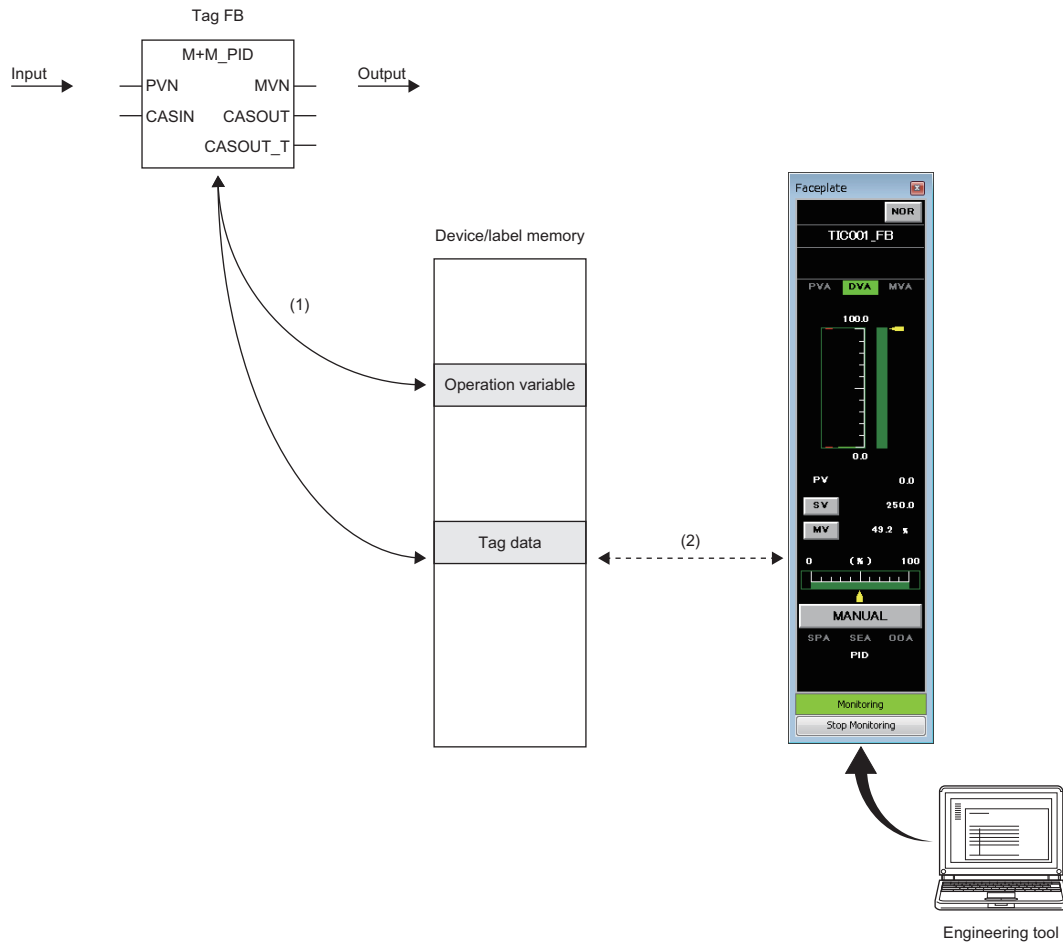 Tag FB
M+M_PID
Input
Output
PVN MVN
CASIN CASOUT
CASOUT_T
Device/label memory
(1)
Operation variable
Tag data
(2)
Faceplate
NOR
TIC001_FB
PVA DVA MVA
100.0
0.0
PV 0.0
SV 250.0
MV 49.2 %
0 (%) 100
MANUAL
SPA SEA OOA
PID
Monitoring
Stop Monitoring
Engineering tool